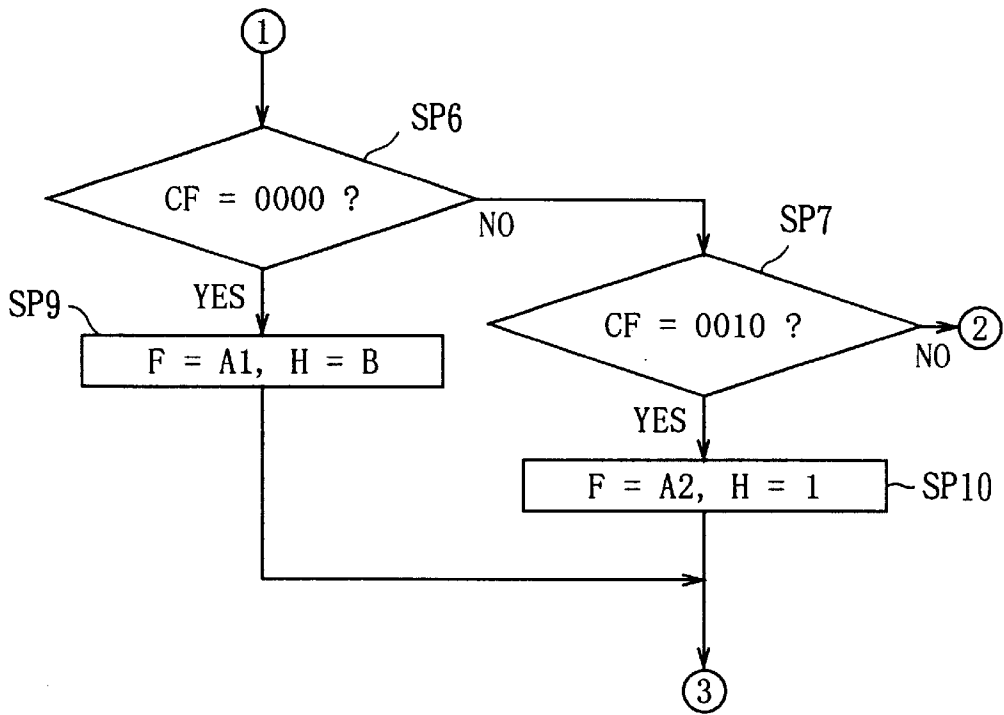 1
SP6
CF = 0000 ?
NO
SP7
YES
SP9
CF = 0010 ?
2
NO
F = A1, H = B
YES
F = A2, H = 1
SP10
3